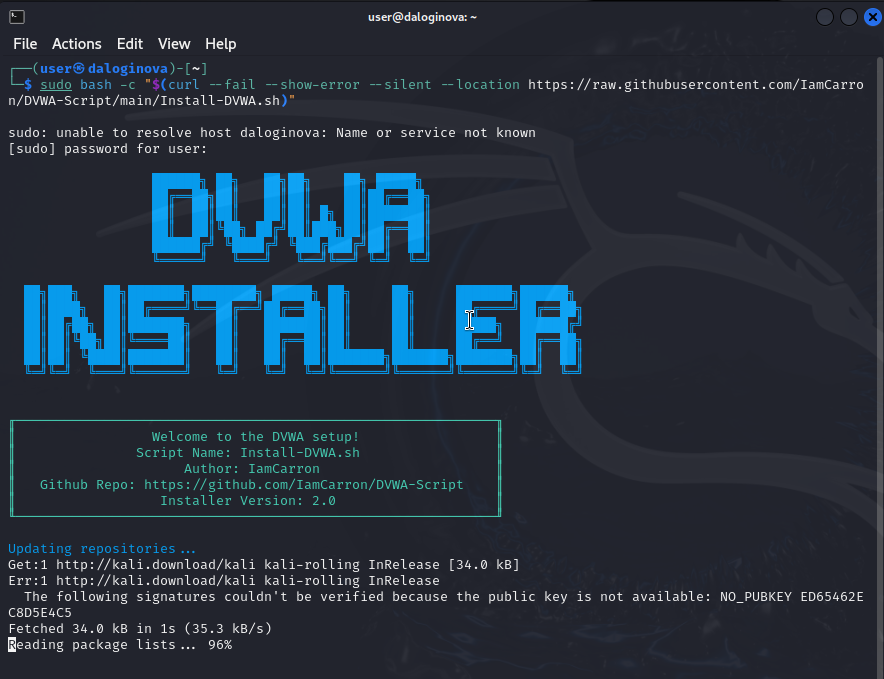 user@daloginova: ~
File Actions Edit View Help
┌──(user㉿daloginova)-[~]
└─$ sudo bash -c "$(curl --fail --show-error --silent --location https://raw.githubusercontent.com/IamCarro
n/DVWA-Script/main/Install-DVWA.sh)"
sudo: unable to resolve host daloginova: Name or service not known
[sudo] password for user:
DVWA
INSTALLER
Welcome to the DVWA setup!
Script Name: Install-DVWA.sh
Author: IamCarron
Github Repo: https://github.com/IamCarron/DVWA-Script
Installer Version: 2.0
Updating repositories...
Get:1 http://kali.download/kali kali-rolling InRelease [34.0 kB]
Err:1 http://kali.download/kali kali-rolling InRelease
The following signatures couldn't be verified because the public key is not available: NO_PUBKEY ED65462E
C8D5E4C5
Fetched 34.0 kB in 1s (35.3 kB/s)
Reading package lists... 96%